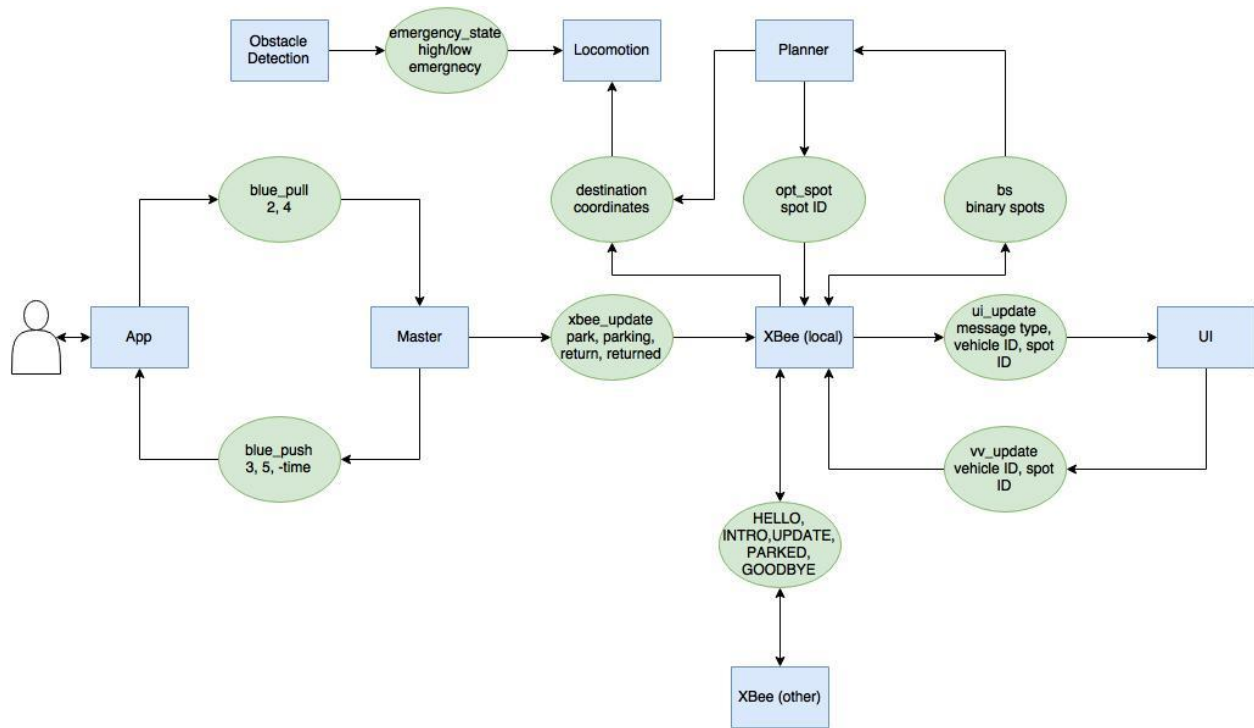 Obstacle
Detection
emergency_state
high/low
emergnecy
Locomotion
Planner
blue_pull
2, 4
destination
coordinates
opt_spot
spot ID
bs
binary spots
App
Master
xbee_update
park, parking,
return, returned
XBee (local)
ui_update
message type,
vehicle ID, spot
ID
UI
blue_push
3, 5, -time
vv_update
vehicle ID, spot
ID
HELLO,
INTRO,UPDATE,
PARKED,
GOODBYE
XBee (other)